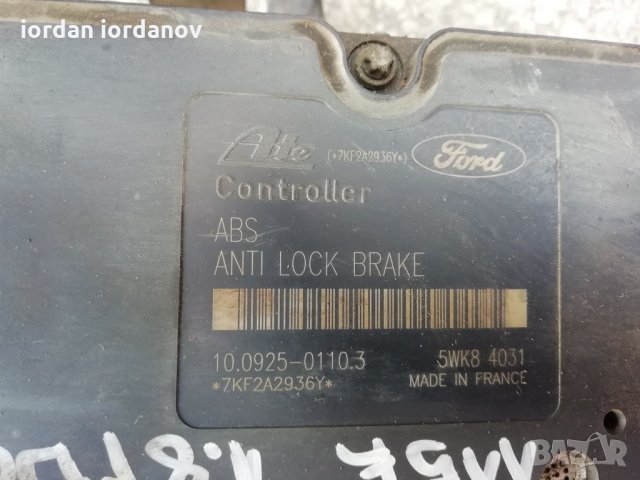 iordan iordanov
Ate (*7KF2A2936Y*) Ford
Controller
ABS
ANTI LOCK BRAKE
10.0925-0110.3 5WK8 4031
*7KF2A2936Y* MADE IN FRANCE
BAZAR